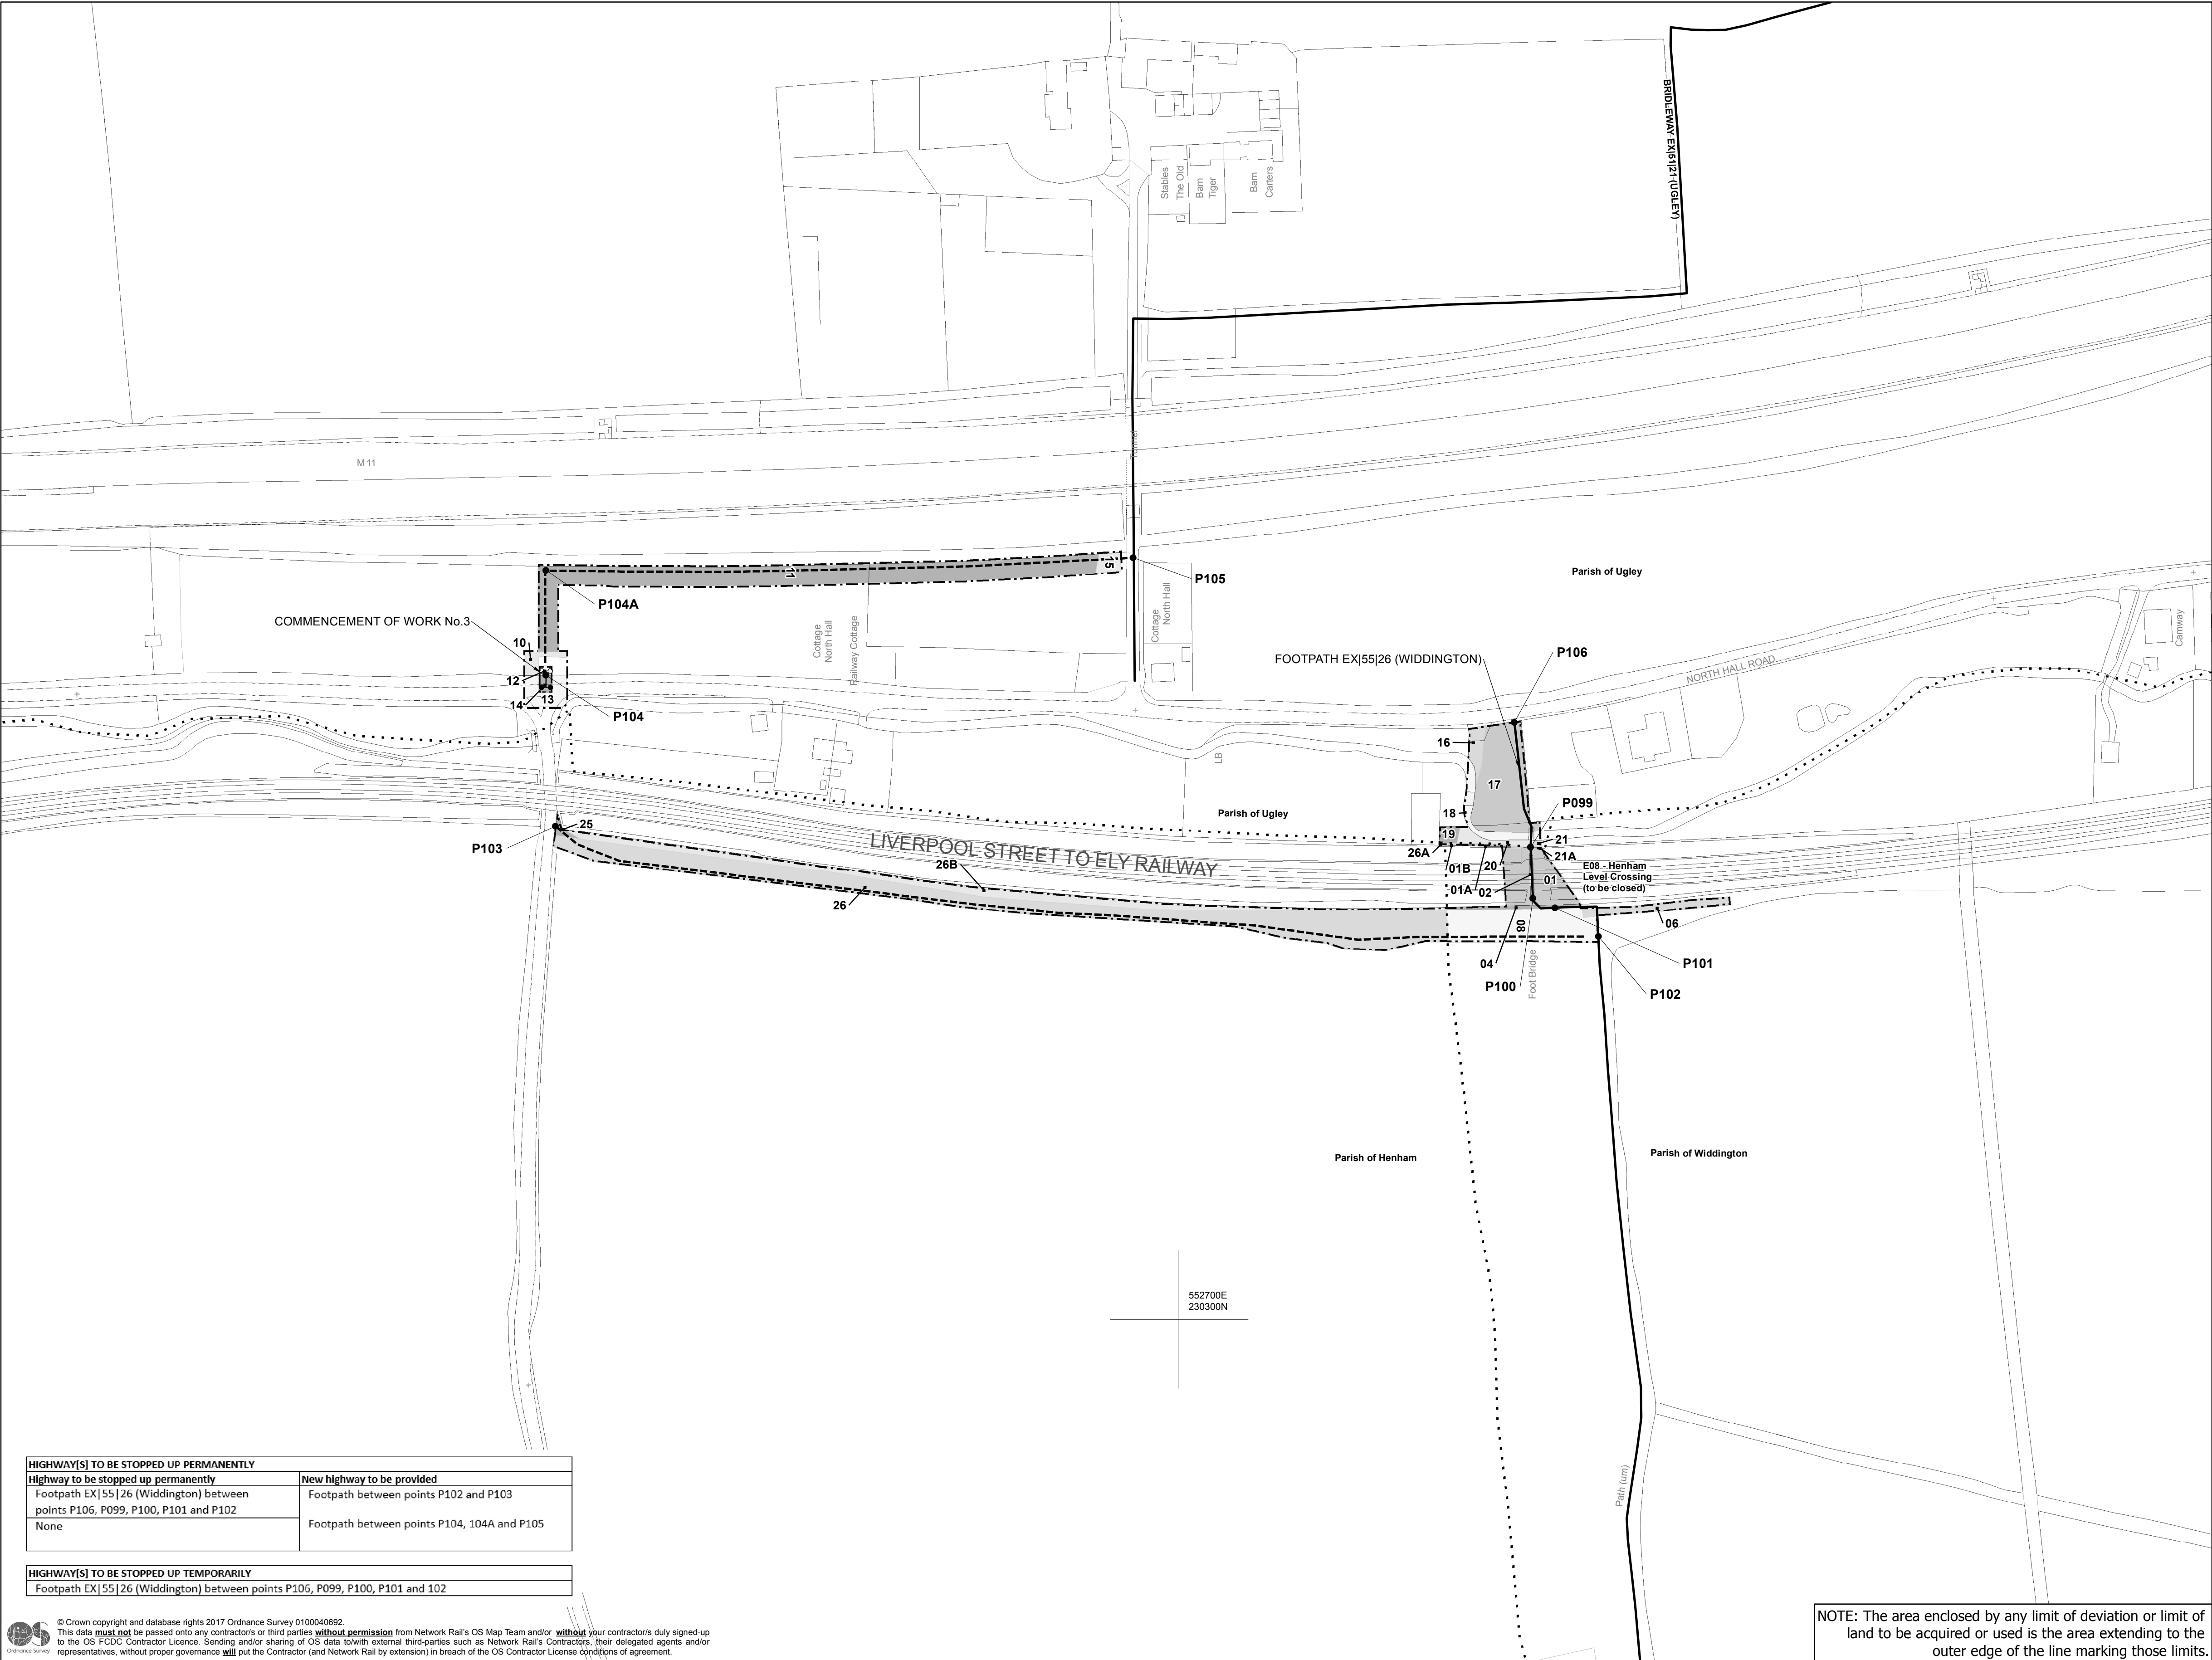 BRIDLEWAY EX|51|21 (UGLEY)
Stables
The Old
Barn
Tiger
Barn
Carters
M 11
Tunnel
15
11
P105
Parish of Ugley
P104A
COMMENCEMENT OF WORK No.3
Cottage
North Hall
Railway Cottage
Cottage
North Hall
Camway
10
12
14
13
P104
FOOTPATH EX|55|26 (WIDDINGTON)
P106
NORTH HALL ROAD
16
LB
17
P099
18
Parish of Ugley
25
P103
19
21
LIVERPOOL STREET TO ELY RAILWAY
26A
21A
26B
01B
20
E08 - Henham
Level Crossing
(to be closed)
01
01A
02
26
08
06
04
P101
P100
Foot Bridge
P102
Parish of Henham
Parish of Widdington
552700E
230300N
Path (um)
HIGHWAY[S] TO BE STOPPED UP PERMANENTLY
Highway to be stopped up permanently New highway to be provided
Footpath EX|55|26 (Widdington) between Footpath between points P102 and P103
points P106, P099, P100, P101 and P102
None Footpath between points P104, 104A and P105
HIGHWAY[S] TO BE STOPPED UP TEMPORARILY
Footpath EX|55|26 (Widdington) between points P106, P099, P100, P101 and 102
Ordnance Survey
© Crown copyright and database rights 2017 Ordnance Survey 0100040692.
This data must not be passed onto any contractor/s or third parties without permission from Network Rail's OS Map Team and/or without your contractor/s duly signed-up
to the OS FCDC Contractor Licence. Sending and/or sharing of OS data to/with external third-parties such as Network Rail's Contractors, their delegated agents and/or
representatives, without proper governance will put the Contractor (and Network Rail by extension) in breach of the OS Contractor License conditions of agreement.
NOTE: The area enclosed by any limit of deviation or limit of
land to be acquired or used is the area extending to the
outer edge of the line marking those limits.